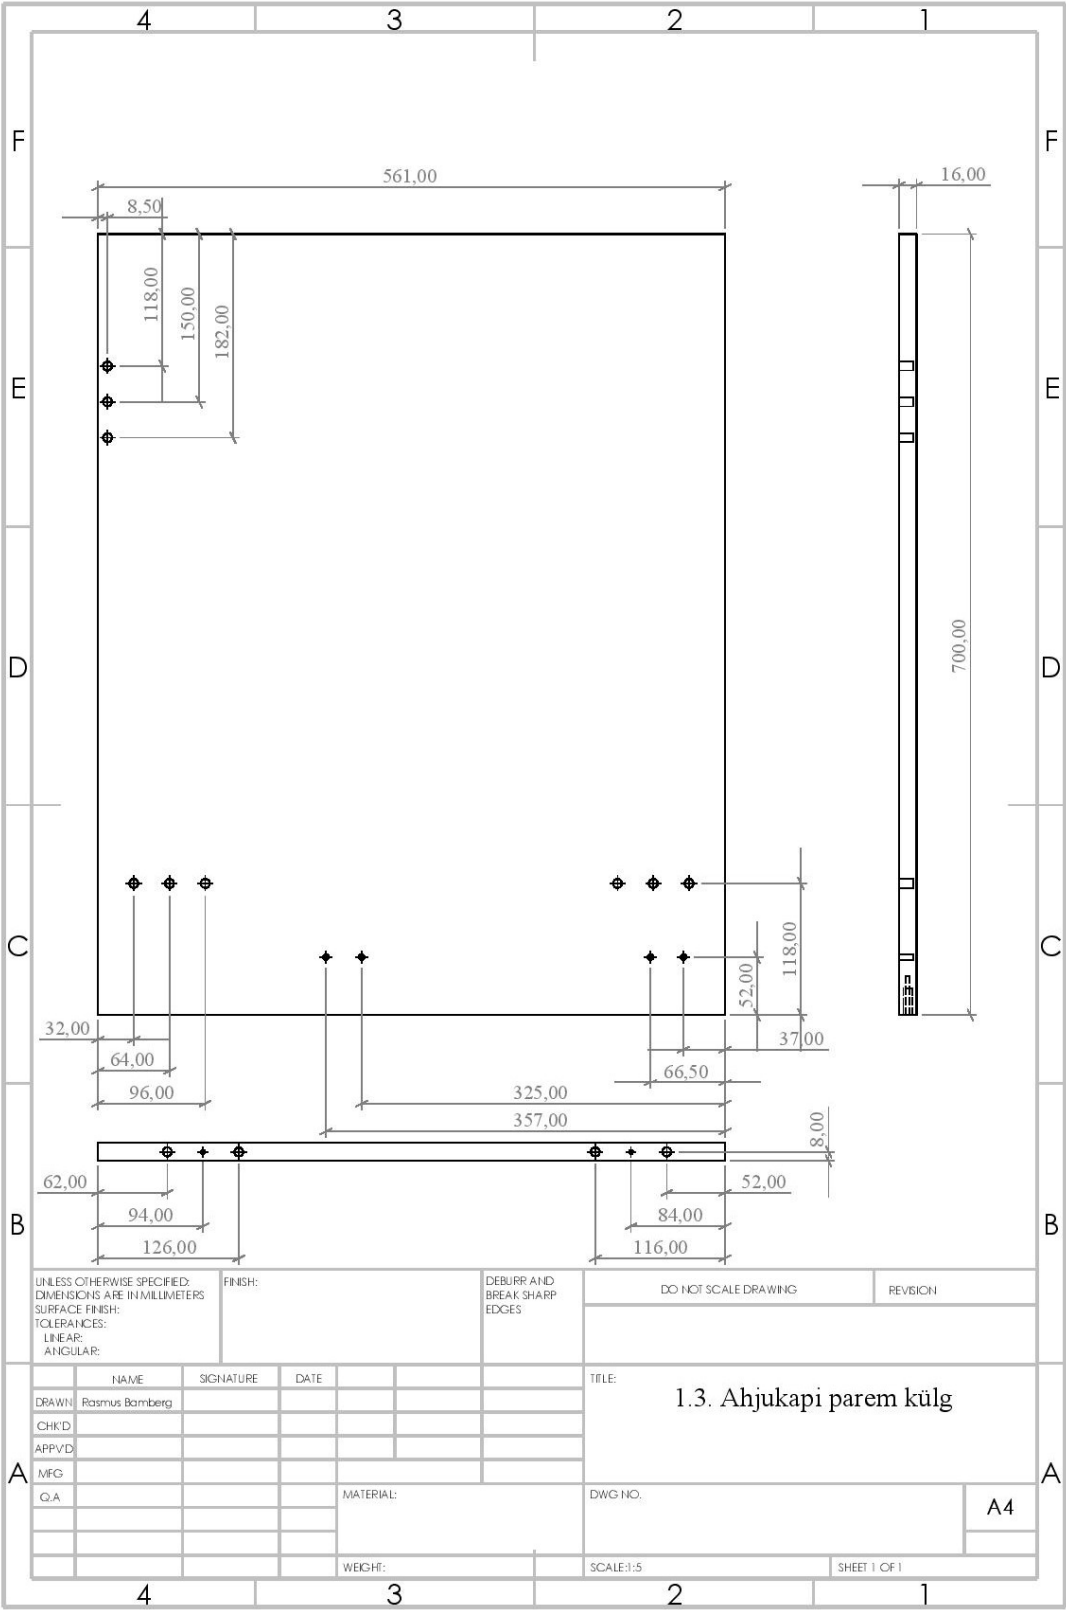 4 3 2 1
F F
561,00 16,00
8,50
118,00
150,00
182,00
E E
700,00
D D
C C
118,00
52,00
32,00 37,00
64,00 66,50
96,00 325,00
357,00
8,00
62,00 52,00
94,00 84,00
126,00 116,00
B B
UNLESS OTHERWISE SPECIFIED:
DIMENSIONS ARE IN MILLIMETERS
SURFACE FINISH:
TOLERANCES:
LINEAR:
ANGULAR:
FINISH:
DEBURR AND
BREAK SHARP
EDGES
DO NOT SCALE DRAWING
REVISION
NAME SIGNATURE DATE
TITLE:
1.3. Ahjukapi parem külg
DRAWN Rasmus Bamberg
CHK'D
APPV'D
MFG
A A
Q.A
MATERIAL:
DWG NO.
A4
WEIGHT:
SCALE:1:5
SHEET 1 OF 1
4 3 2 1